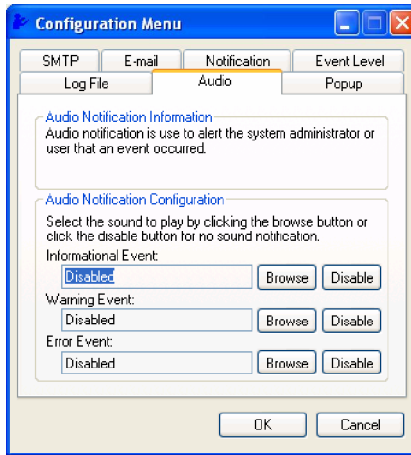 Configuration Menu
SMTP E-mail Notification Event Level
Log File Audio Popup
Audio Notification Information
Audio notification is use to alert the system administrator or
user that an event occurred.
Audio Notification Configuration
Select the sound to play by clicking the browse button or
click the disable button for no sound notification.
Informational Event:
Disabled Browse Disable
Warning Event:
Disabled Browse Disable
Error Event:
Disabled Browse Disable
OK Cancel